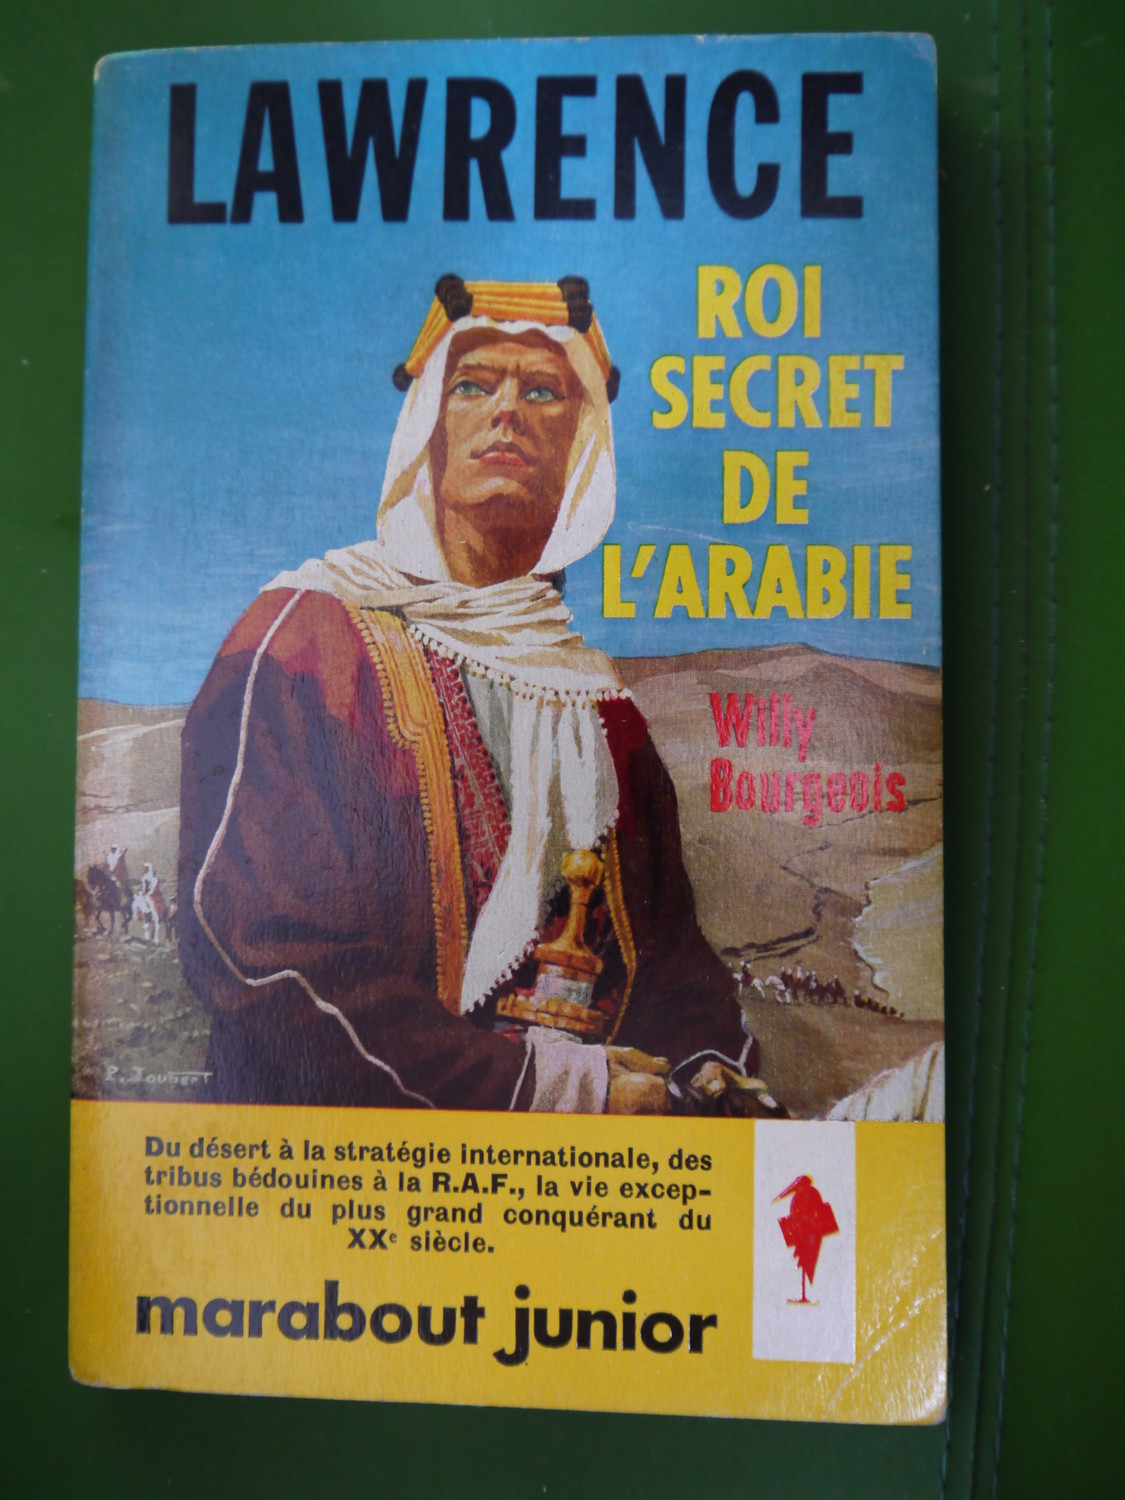 LAWRENCE
ROI
SECRET
DE
L'ARABIE
Willy
Bourgeois
P. Joubert
Du désert à la stratégie internationale, des
tribus bédouines à la R.A.F., la vie excep-
tionnelle du plus grand conquérant du
XXe siècle.
marabout junior